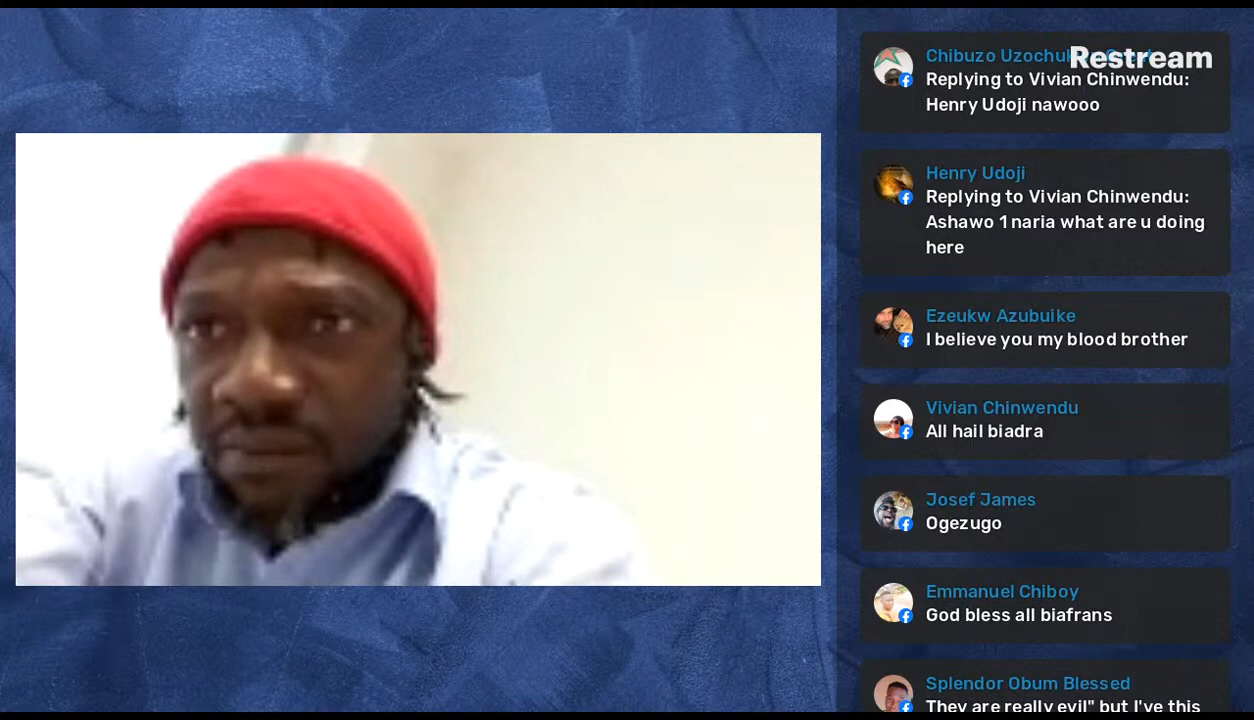 Chibuzo Uzochuk
Restream
Replying to Vivian Chinwendu:
Henry Udoji nawooo
Henry Udoji
Replying to Vivian Chinwendu:
Ashawo 1 naria what are u doing
here
Ezeukw Azubuike
I believe you my blood brother
Vivian Chinwendu
All hail biadra
Josef James
Ogezugo
Emmanuel Chiboy
God bless all biafrans
Splendor Obum Blessed
They are really evil" but I've this